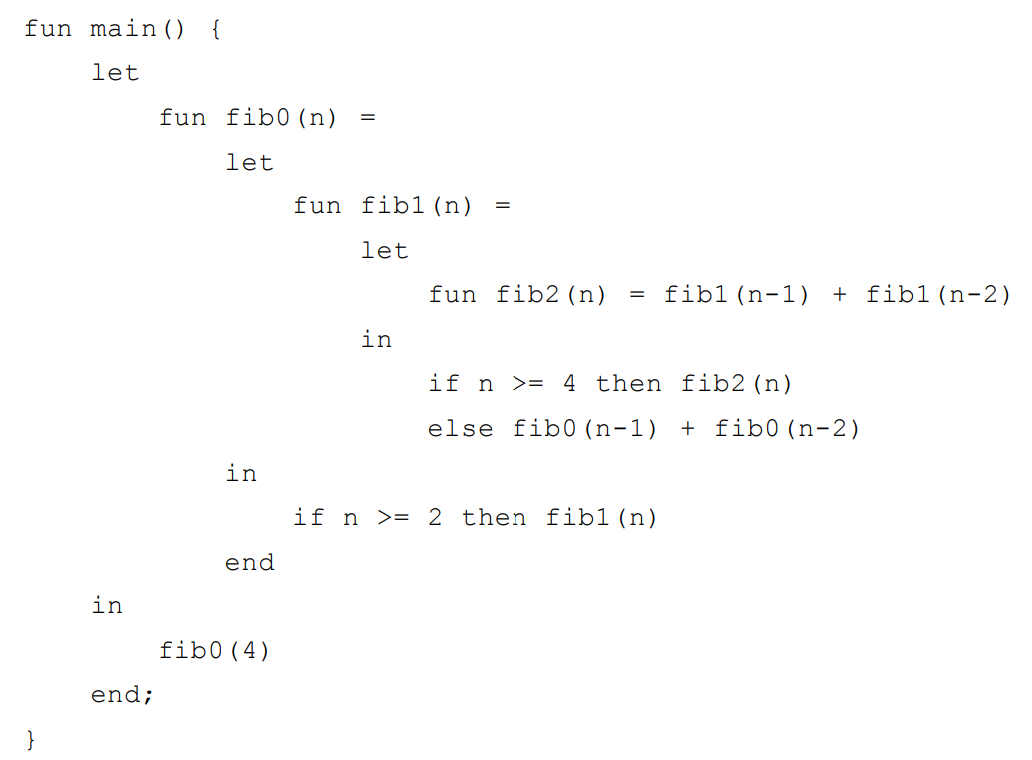 fun main() {
let
fun fib0(n) =
let
fun fib1(n) =
let
fun fib2(n) = fib1(n-1) + fib1(n-2)
in
if n >= 4 then fib2(n)
else fib0(n-1) + fib0(n-2)
in
if n >= 2 then fib1(n)
end
in
fib0(4)
end;
}